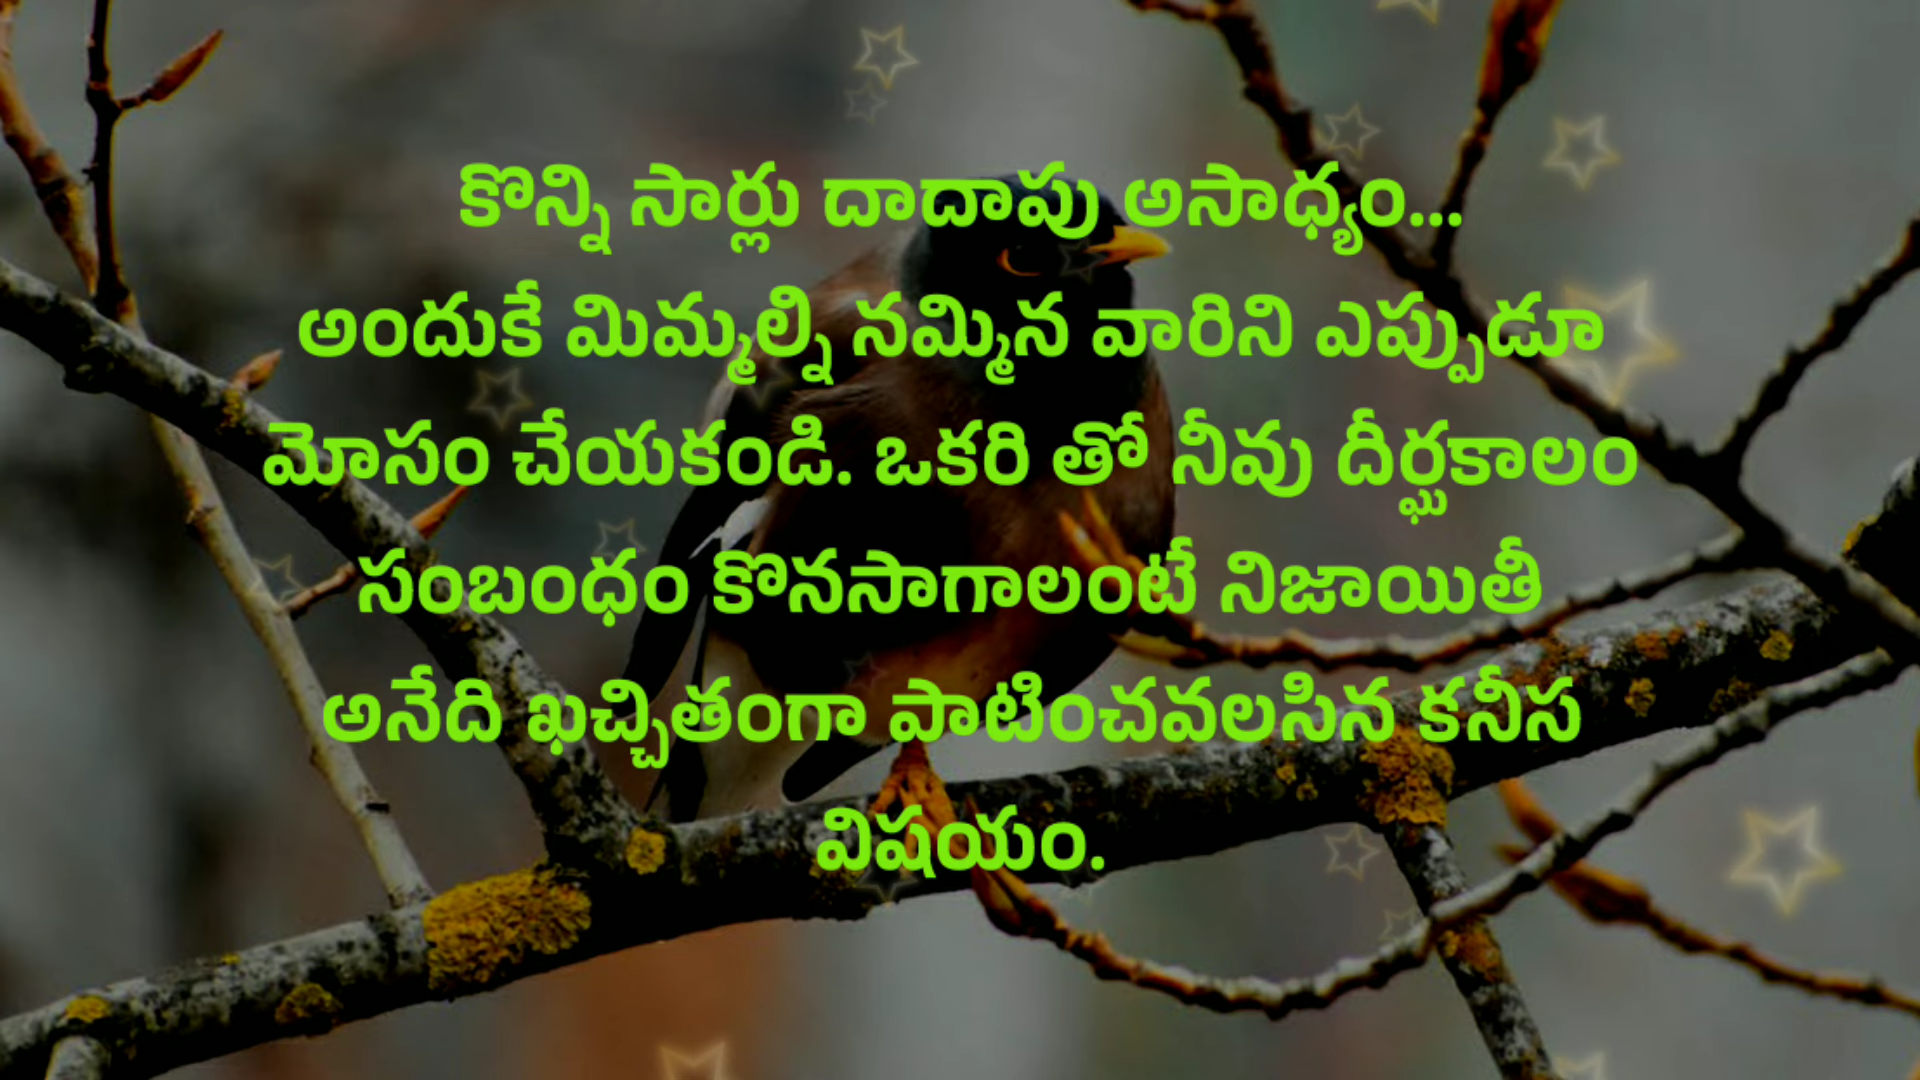 కొన్ని సార్లు దాదాపు అసాధ్యం...
అందుకే మిమ్మల్ని నమ్మిన వారిని ఎప్పుడూ
మోసం చేయకండి. ఒకరి తో నీవు దీర్ఘకాలం
సంబంధం కొనసాగాలంటే నిజాయితీ
అనేది ఖచ్చితంగా పాటించవలసిన కనీస
విషయం.